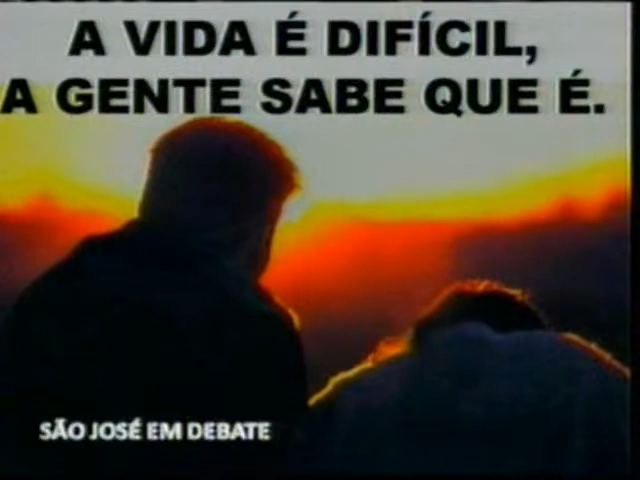 A VIDA É DIFÍCIL,
A GENTE SABE QUE É.
SÃO JOSÉ EM DEBATE